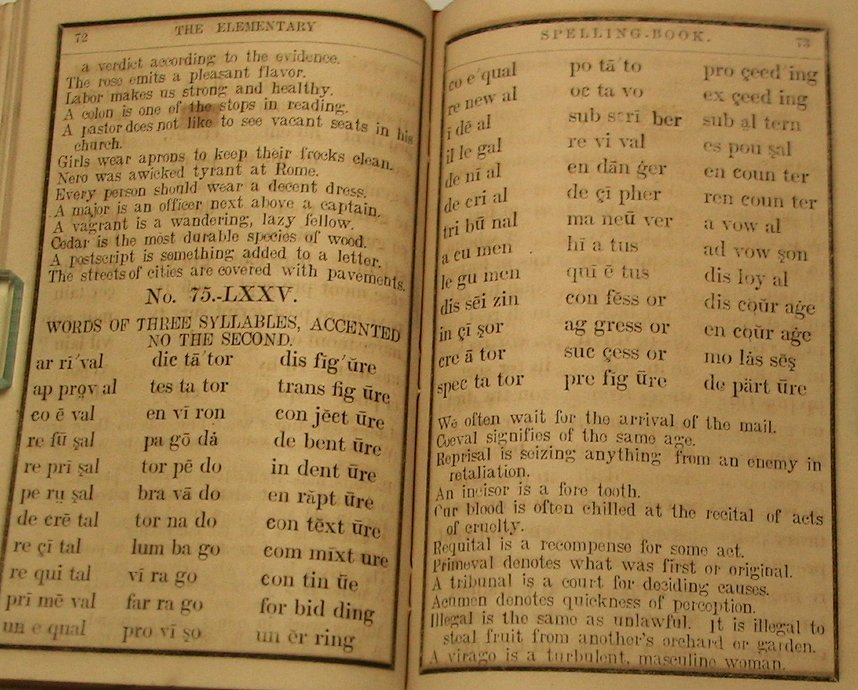 72 THE ELEMENTARY
a verdict according to the evidence.
The rose emits a pleasant flavor.
Labor makes us strong and healthy.
A colon is one of the stops in reading.
A pastor does not like to see vacant seats in his
church.
Girls wear aprons to keep their frocks clean.
Nero was a wicked tyrant at Rome.
Every person should wear a decent dress.
A major is an officer next above a captain.
A vagrant is a wandering, lazy fellow.
Cedar is the most durable species of wood.
A postscript is something added to a letter.
The streets of cities are covered with pavements.
No. 75.-LXXV.
WORDS OF THREE SYLLABLES, ACCENTED
NO THE SECOND.
ar rī′val dic tā′tor dis fig′ūre
ap prọv al tes ta tor trans fig ūre
co ē val en vī ron con jĕct ūre
re fū ṣal pa gō dȧ de bent ūre
re prī ṣal tor pē do in dent ūre
pe rụ ṣal bra vā do en răpt ūre
de crē tal tor na do con tĕxt ūre
re çī tal lum ba go com mĭxt ure
re qui tal vī ra go con tin ūe
prī mē val far ra go for bid ding
un e qual pro vī ṣo un ẽr ring
SPELLING-BOOK. 73
co e′qual po tā′to pro çeed′ing
re new al oc ta vo ex çeed ing
ī dē al sub scrī ber sub al tern
il le gal re vi val es pou ṣal
de nī al en dān ġer en coun ter
de cri al de çī pher ren coun ter
tri bū nal ma neū ver a vow al
a cu men hī a tus ad vow ṣon
le gu men quī ē tus dis loy al
dis sēi zin con fĕss or dis coŭr aġe
in çī ṣor ag gress or en coŭr aġe
cre ā tor suc çess or mo lȧs sēṣ
spec ta tor pre fig ūre de pärt ūre
We often wait for the arrival of the mail.
Coeval signifies of the same age.
Reprisal is seizing anything from an enemy in
retaliation.
An incisor is a fore tooth.
Our blood is often chilled at the recital of acts
of cruelty.
Requital is a recompense for some act.
Primeval denotes what was first or original.
A tribunal is a court for deciding causes.
Acumen denotes quickness of perception.
Illegal is the same as unlawful. It is illegal to
steal fruit from another's orchard or garden.
A virago is a turbulent, masculine woman.